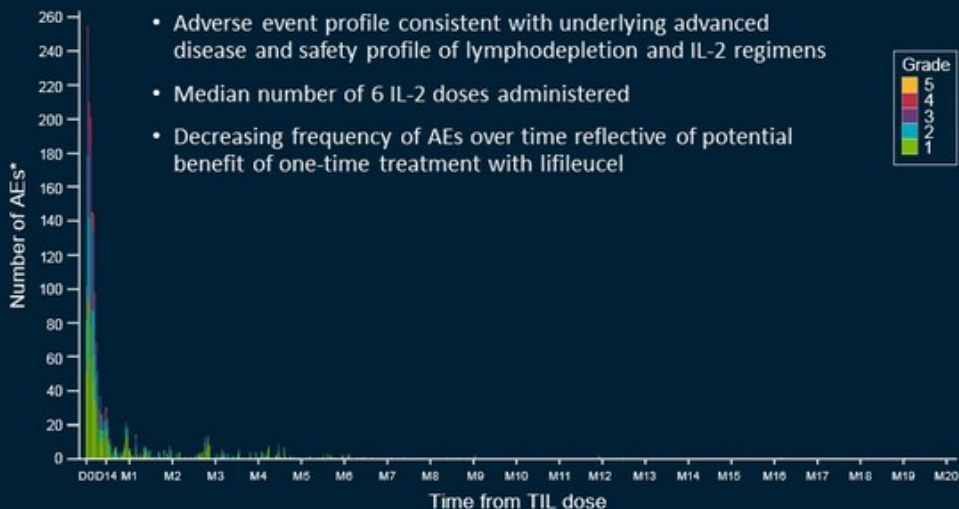 260
240
220
200
180
160
140
120
100
80
60
40
20
0
Number of AEs*
• Adverse event profile consistent with underlying advanced
disease and safety profile of lymphodepletion and IL-2 regimens
• Median number of 6 IL-2 doses administered
• Decreasing frequency of AEs over time reflective of potential
benefit of one-time treatment with lifileucel
Grade
5
4
3
2
1
D0 D14 M1 M2 M3 M4 M5 M6 M7 M8 M9 M10 M11 M12 M13 M14 M15 M16 M17 M18 M19 M20
Time from TIL dose